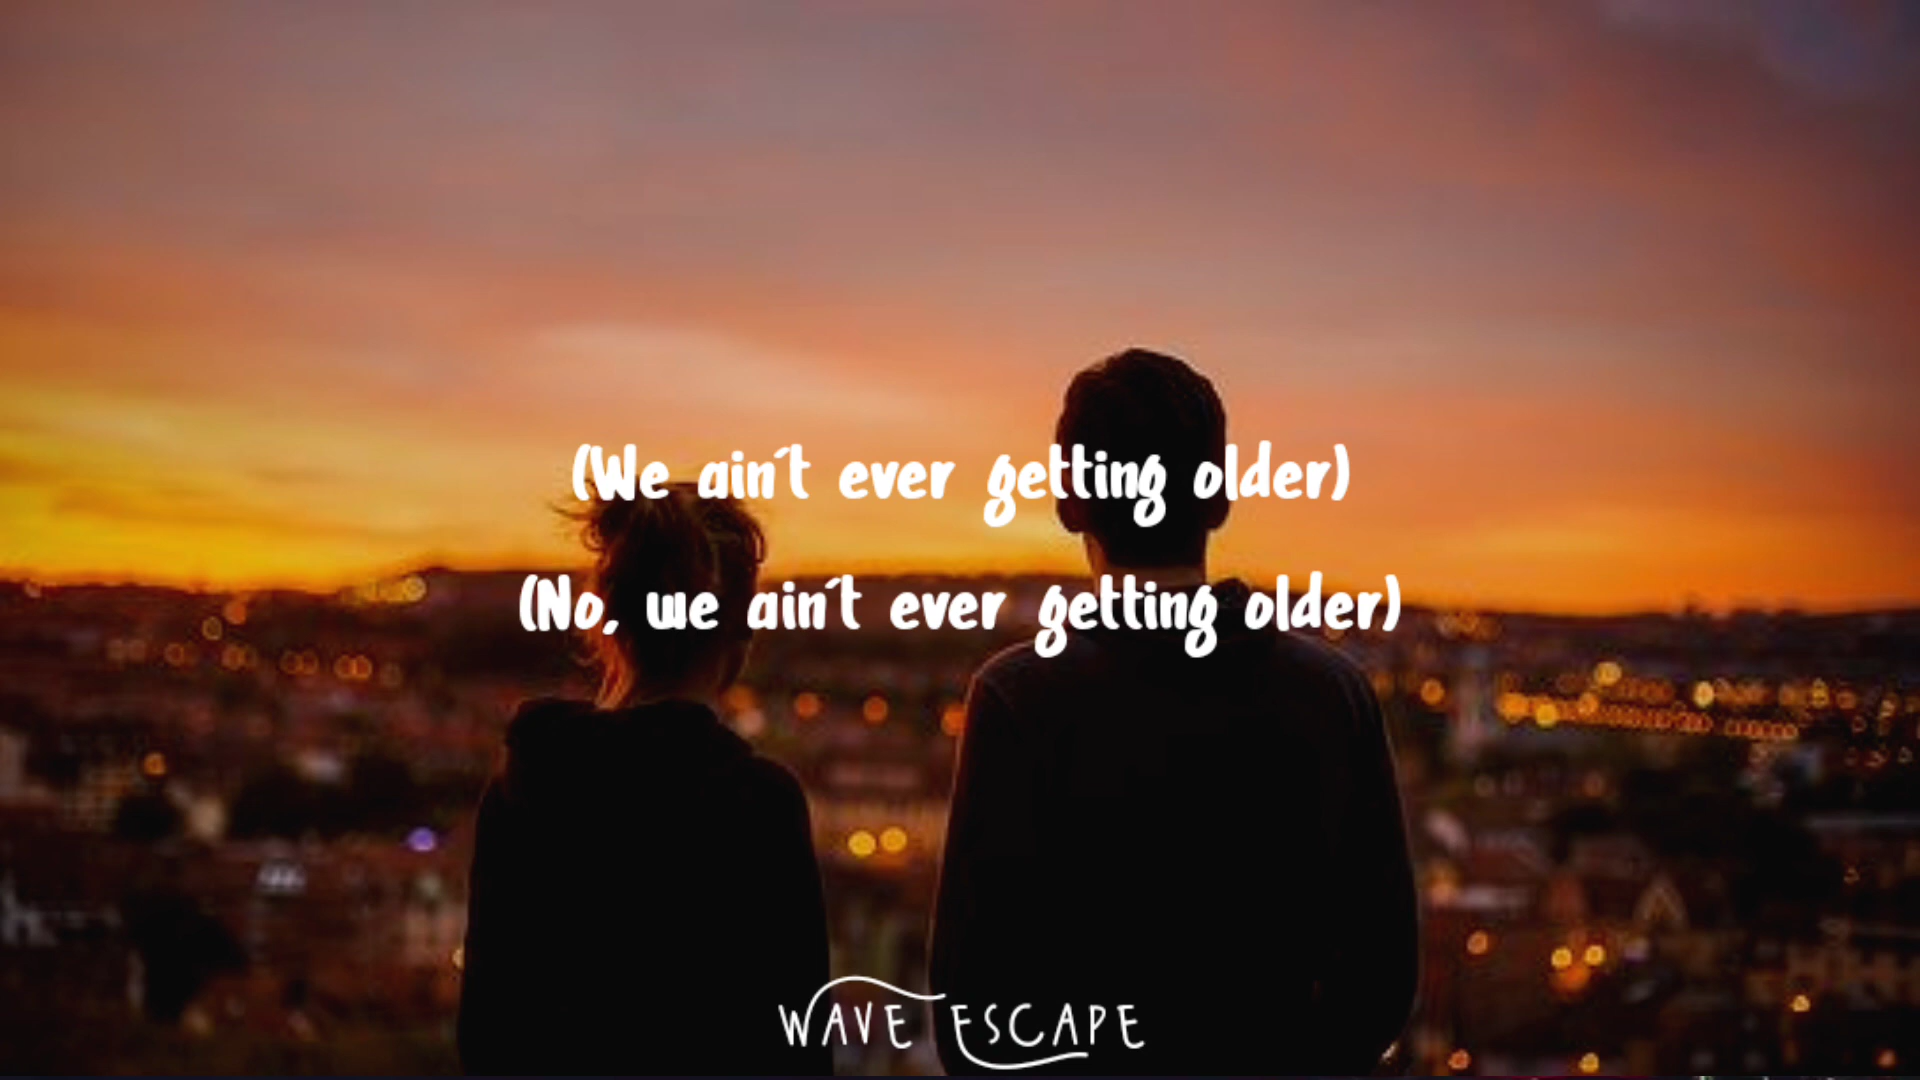 (We ain´t ever getting older)
(No, we ain´t ever getting older)
WAVE ESCAPE